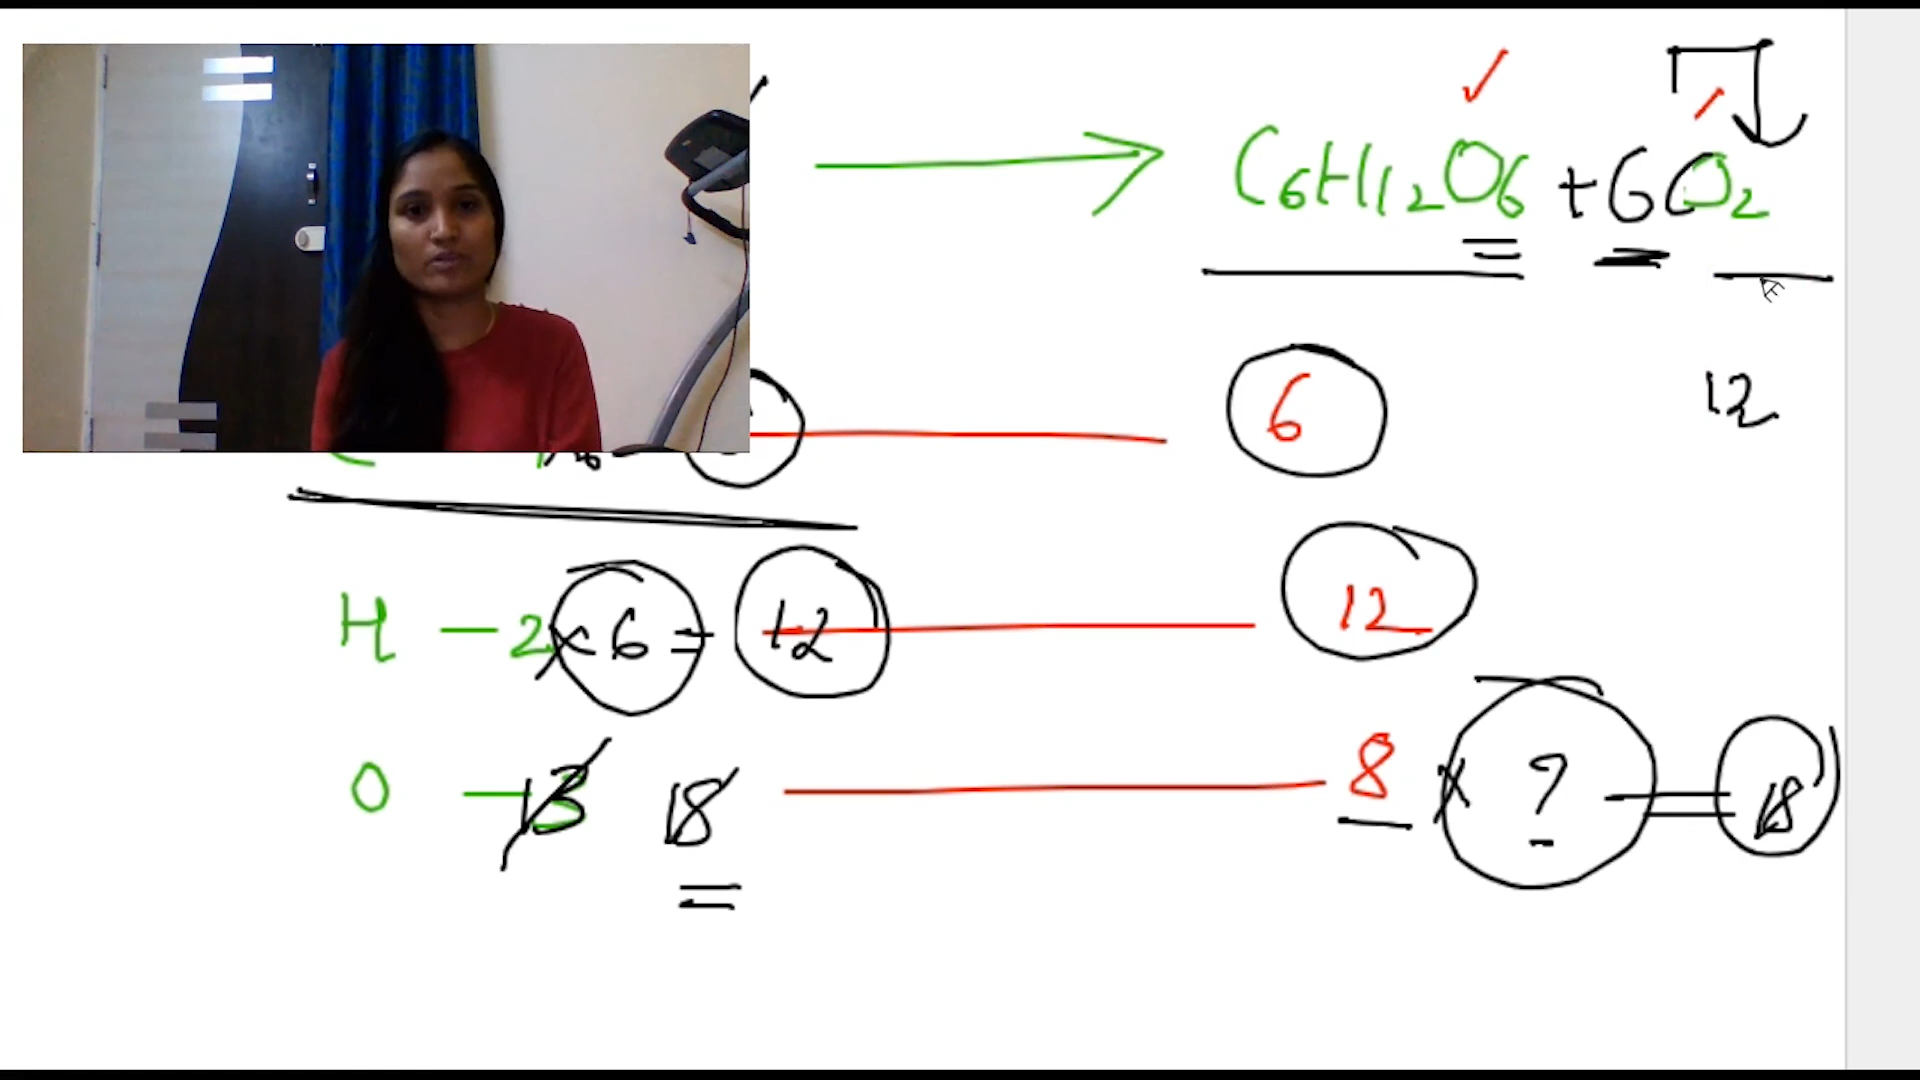 C6H12O6 + 6O2
6
12
H - 2 x 6 = 12
12
O - 13 18
8 x ? = 18